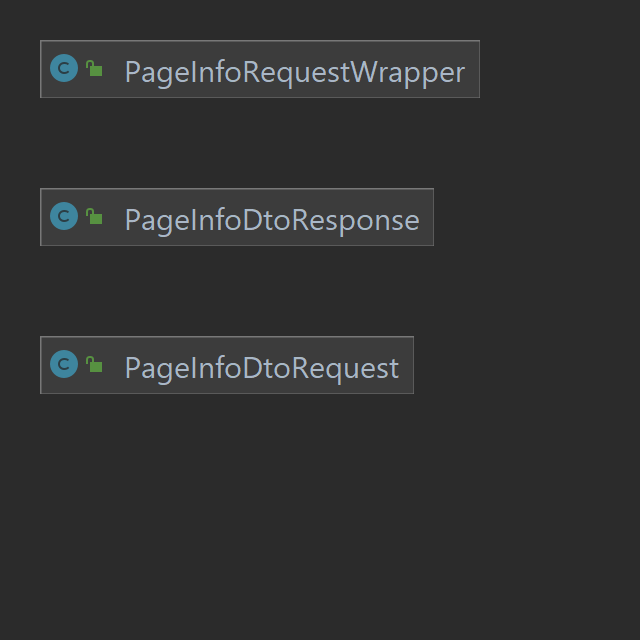 C PageInfoRequestWrapper
C PageInfoDtoResponse
C PageInfoDtoRequest